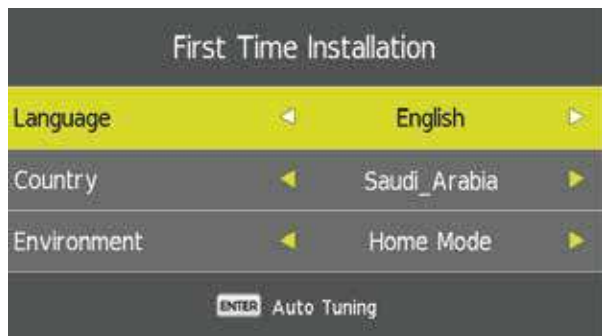 First Time Installation
Language English
Country Saudi_Arabia
Environment Home Mode
ENTER Auto Tuning